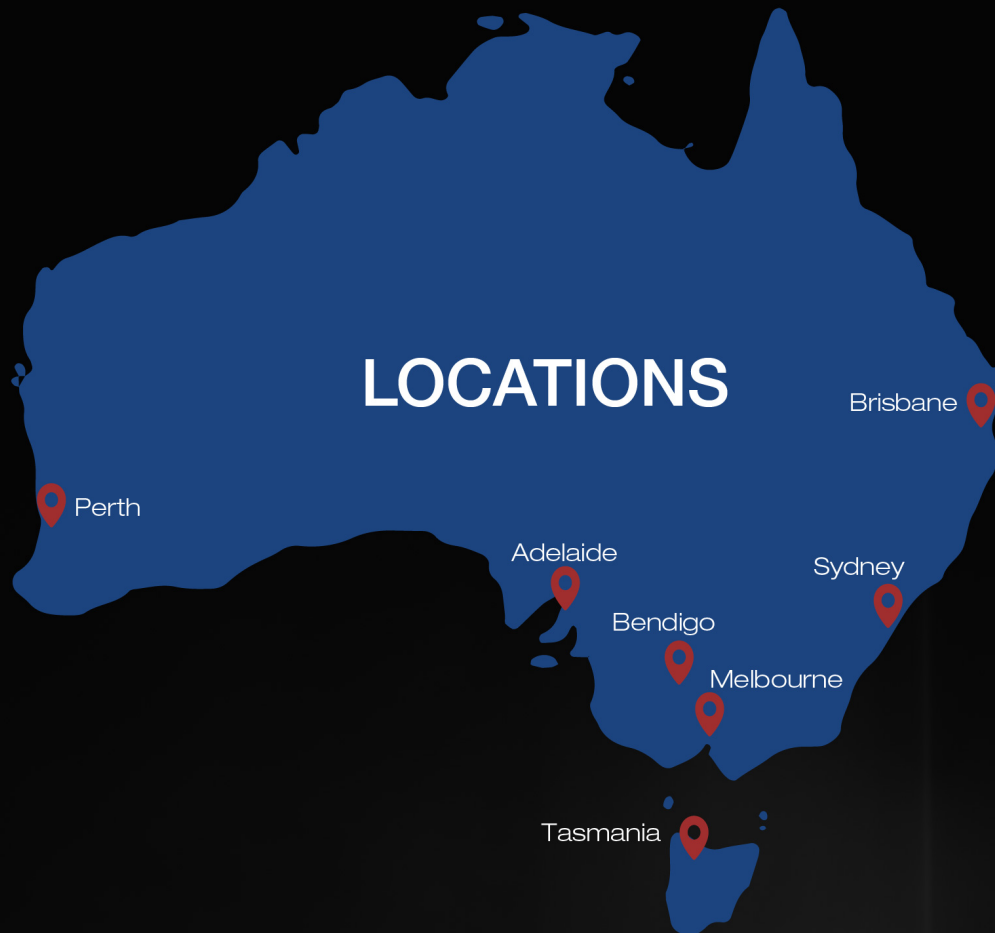 LOCATIONS
Brisbane
Perth
Adelaide
Sydney
Bendigo
Melbourne
Tasmania